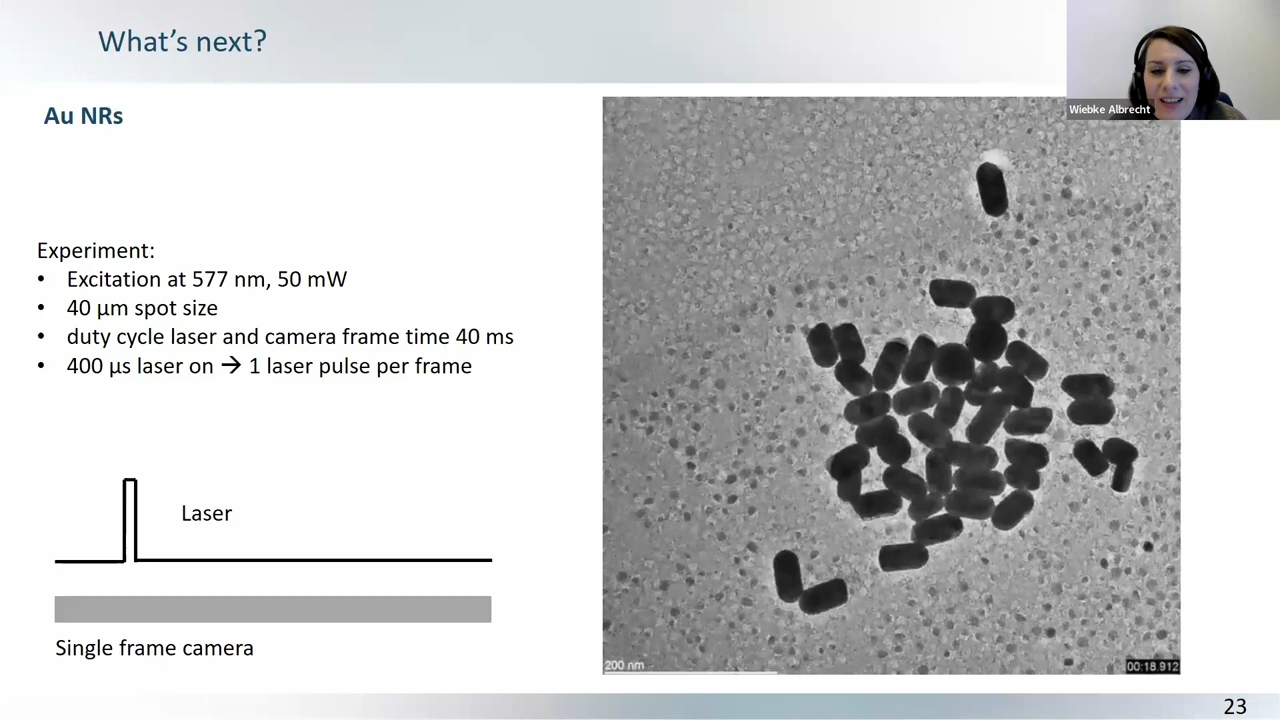 What's next?
Wiebke Albrecht
Au NRs
Experiment:
• Excitation at 577 nm, 50 mW
• 40 µm spot size
• duty cycle laser and camera frame time 40 ms
• 400 µs laser on → 1 laser pulse per frame
Laser
Single frame camera
200 nm
00:18.912
23